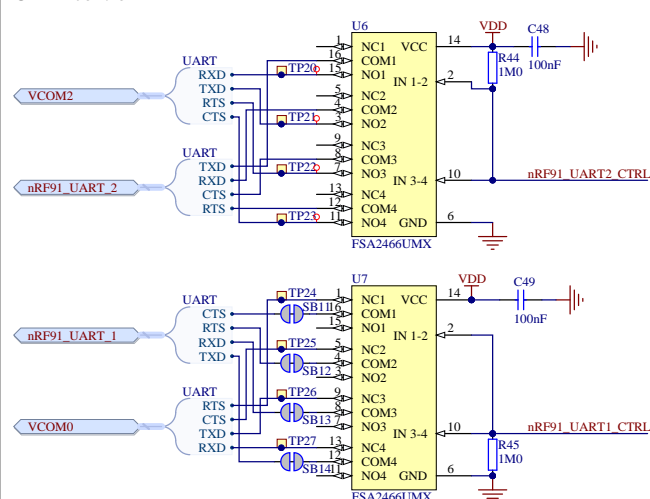 U6
VDD
C48
100nF
R44
1M0
UART
VCOM2
RXD
TXD
RTS
CTS
TP20
TP21
1 NC1 VCC 14
16 COM1
15 NO1 IN 1-2 2
5 NC2
4 COM2
3 NO2
9 NC3
8 COM3
7 NO3 IN 3-4 10
13 NC4
12 COM4
11 NO4 GND 6
nRF91_UART2_CTRL
UART
nRF91_UART_2
TXD
RXD
CTS
RTS
TP22
TP23
FSA2466UMX
U7
VDD
C49
100nF
UART
nRF91_UART_1
CTS
RTS
RXD
TXD
TP24
SB11
TP25
SB12
1 NC1 VCC 14
16 COM1
15 NO1 IN 1-2 2
5 NC2
4 COM2
3 NO2
9 NC3
8 COM3
7 NO3 IN 3-4 10
13 NC4
12 COM4
11 NO4 GND 6
nRF91_UART1_CTRL
R45
1M0
UART
VCOM0
RTS
CTS
TXD
RXD
TP26
SB13
TP27
SB14
FSA2466UMX